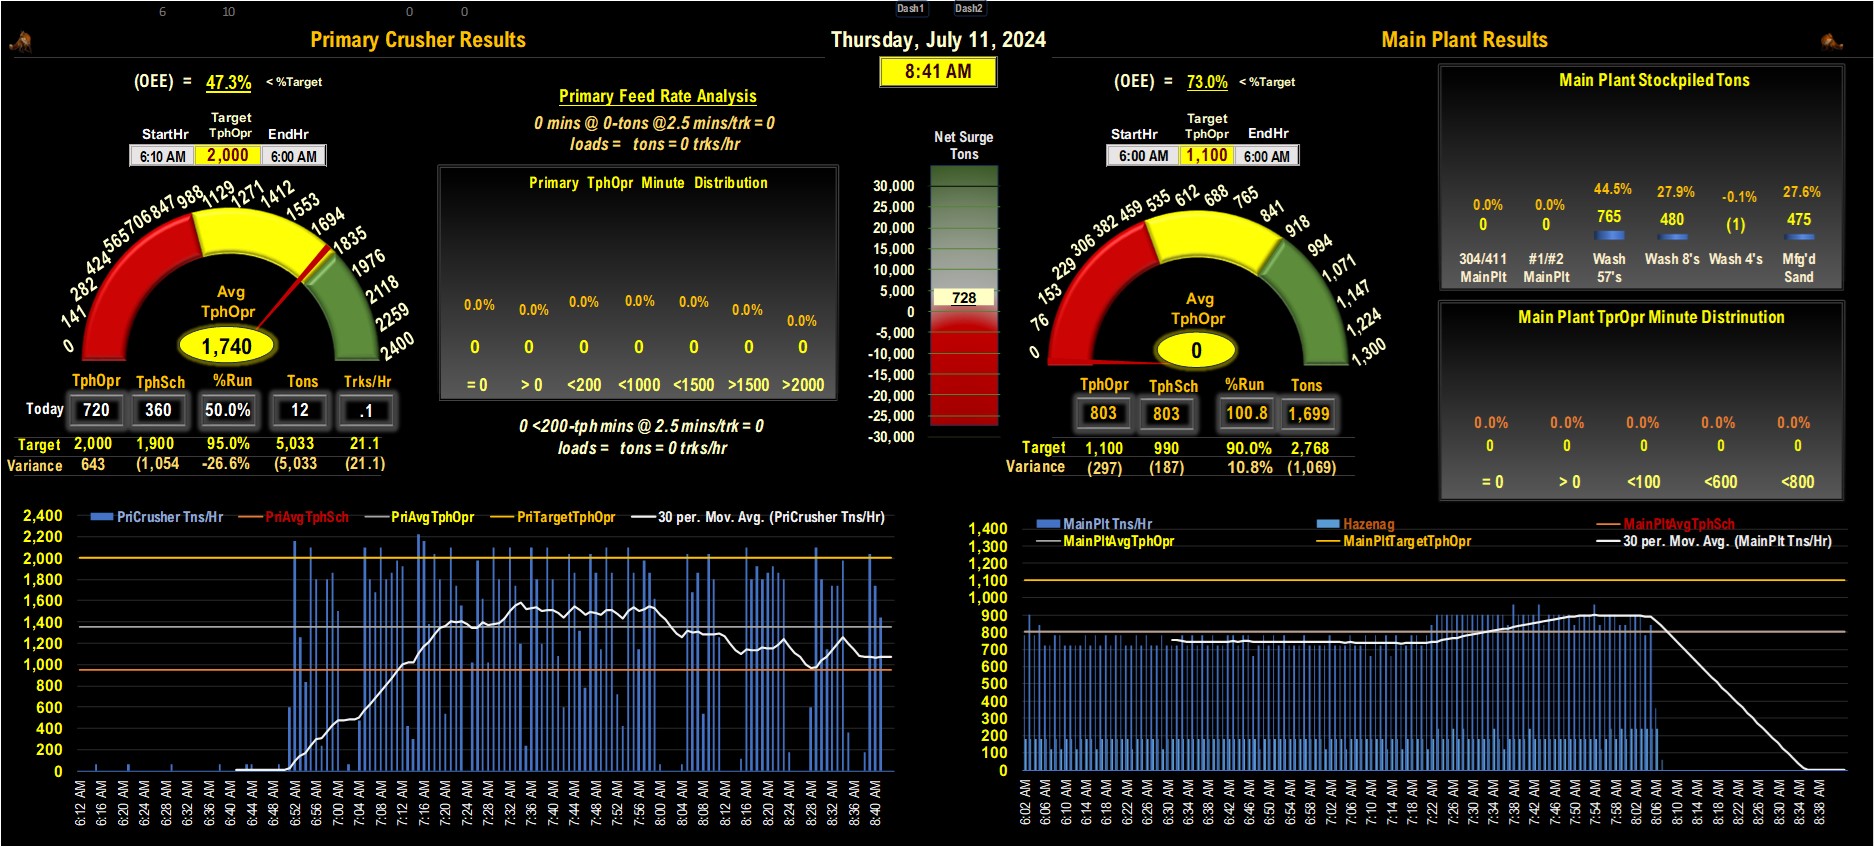 6 10 0 0 Dash1 Dash2
Primary Crusher Results
Thursday, July 11, 2024
Main Plant Results
8:41 AM
(OEE) = 47.3% < %Target
Target
StartHr TphOpr EndHr
6:10 AM 2,000 6:00 AM
0 141 282 424 565 706 847 988 1129 1271 1412 1553 1694 1835 1976 2118 2259 2400
Avg
TphOpr
1,740
TphOpr TphSch %Run Tons Trks/Hr
Today 720 360 50.0% 12 .1
Target 2,000 1,900 95.0% 5,033 21.1
Variance 643 (1,054 -26.6% (5,033 (21.1)
Primary Feed Rate Analysis
0 mins @ 0-tons @2.5 mins/trk = 0
loads = tons = 0 trks/hr
Primary TphOpr Minute Distribution
0.0% 0.0% 0.0% 0.0% 0.0% 0.0% 0.0%
0 0 0 0 0 0 0
= 0 > 0 <200 <1000 <1500 >1500 >2000
0 <200-tph mins @ 2.5 mins/trk = 0
loads = tons = 0 trks/hr
Net Surge
Tons
30,000
25,000
20,000
15,000
10,000
5,000
728
0
-5,000
-10,000
-15,000
-20,000
-25,000
-30,000
(OEE) = 73.0% < %Target
Target
StartHr TphOpr EndHr
6:00 AM 1,100 6:00 AM
0 76 153 229 306 382 459 535 612 688 765 841 918 994 1,071 1,147 1,224 1,300
Avg
TphOpr
0
TphOpr TphSch %Run Tons
803 803 100.8 1,699
Target 1,100 990 90.0% 2,768
Variance (297) (187) 10.8% (1,069)
Main Plant Stockpiled Tons
0.0% 0.0% 44.5% 27.9% -0.1% 27.6%
0 0 765 480 (1) 475
304/411 #1/#2 Wash Wash 8's Wash 4's Mfg'd
MainPlt MainPlt 57's Sand
Main Plant TprOpr Minute Distrinution
0.0% 0.0% 0.0% 0.0% 0.0%
0 0 0 0 0
= 0 > 0 <100 <600 <800
PriCrusher Tns/Hr PriAvgTphSch PriAvgTphOpr PriTargetTphOpr 30 per. Mov. Avg. (PriCrusher Tns/Hr)
2,400
2,200
2,000
1,800
1,600
1,400
1,200
1,000
800
600
400
200
0
6:12 AM 6:16 AM 6:20 AM 6:24 AM 6:28 AM 6:32 AM 6:36 AM 6:40 AM 6:44 AM 6:48 AM 6:52 AM 6:56 AM 7:00 AM 7:04 AM 7:08 AM 7:12 AM 7:16 AM 7:20 AM 7:24 AM 7:28 AM 7:32 AM 7:36 AM 7:40 AM 7:44 AM 7:48 AM 7:52 AM 7:56 AM 8:00 AM 8:04 AM 8:08 AM 8:12 AM 8:16 AM 8:20 AM 8:24 AM 8:28 AM 8:32 AM 8:36 AM 8:40 AM
MainPlt Tns/Hr Hazenag MainPltAvgTphSch
MainPltAvgTphOpr MainPltTargetTphOpr 30 per. Mov. Avg. (MainPlt Tns/Hr)
1,400
1,300
1,200
1,100
1,000
900
800
700
600
500
400
300
200
100
0
6:02 AM 6:06 AM 6:10 AM 6:14 AM 6:18 AM 6:22 AM 6:26 AM 6:30 AM 6:34 AM 6:38 AM 6:42 AM 6:46 AM 6:50 AM 6:54 AM 6:58 AM 7:02 AM 7:06 AM 7:10 AM 7:14 AM 7:18 AM 7:22 AM 7:26 AM 7:30 AM 7:34 AM 7:38 AM 7:42 AM 7:46 AM 7:50 AM 7:54 AM 7:58 AM 8:02 AM 8:06 AM 8:10 AM 8:14 AM 8:18 AM 8:22 AM 8:26 AM 8:30 AM 8:34 AM 8:38 AM